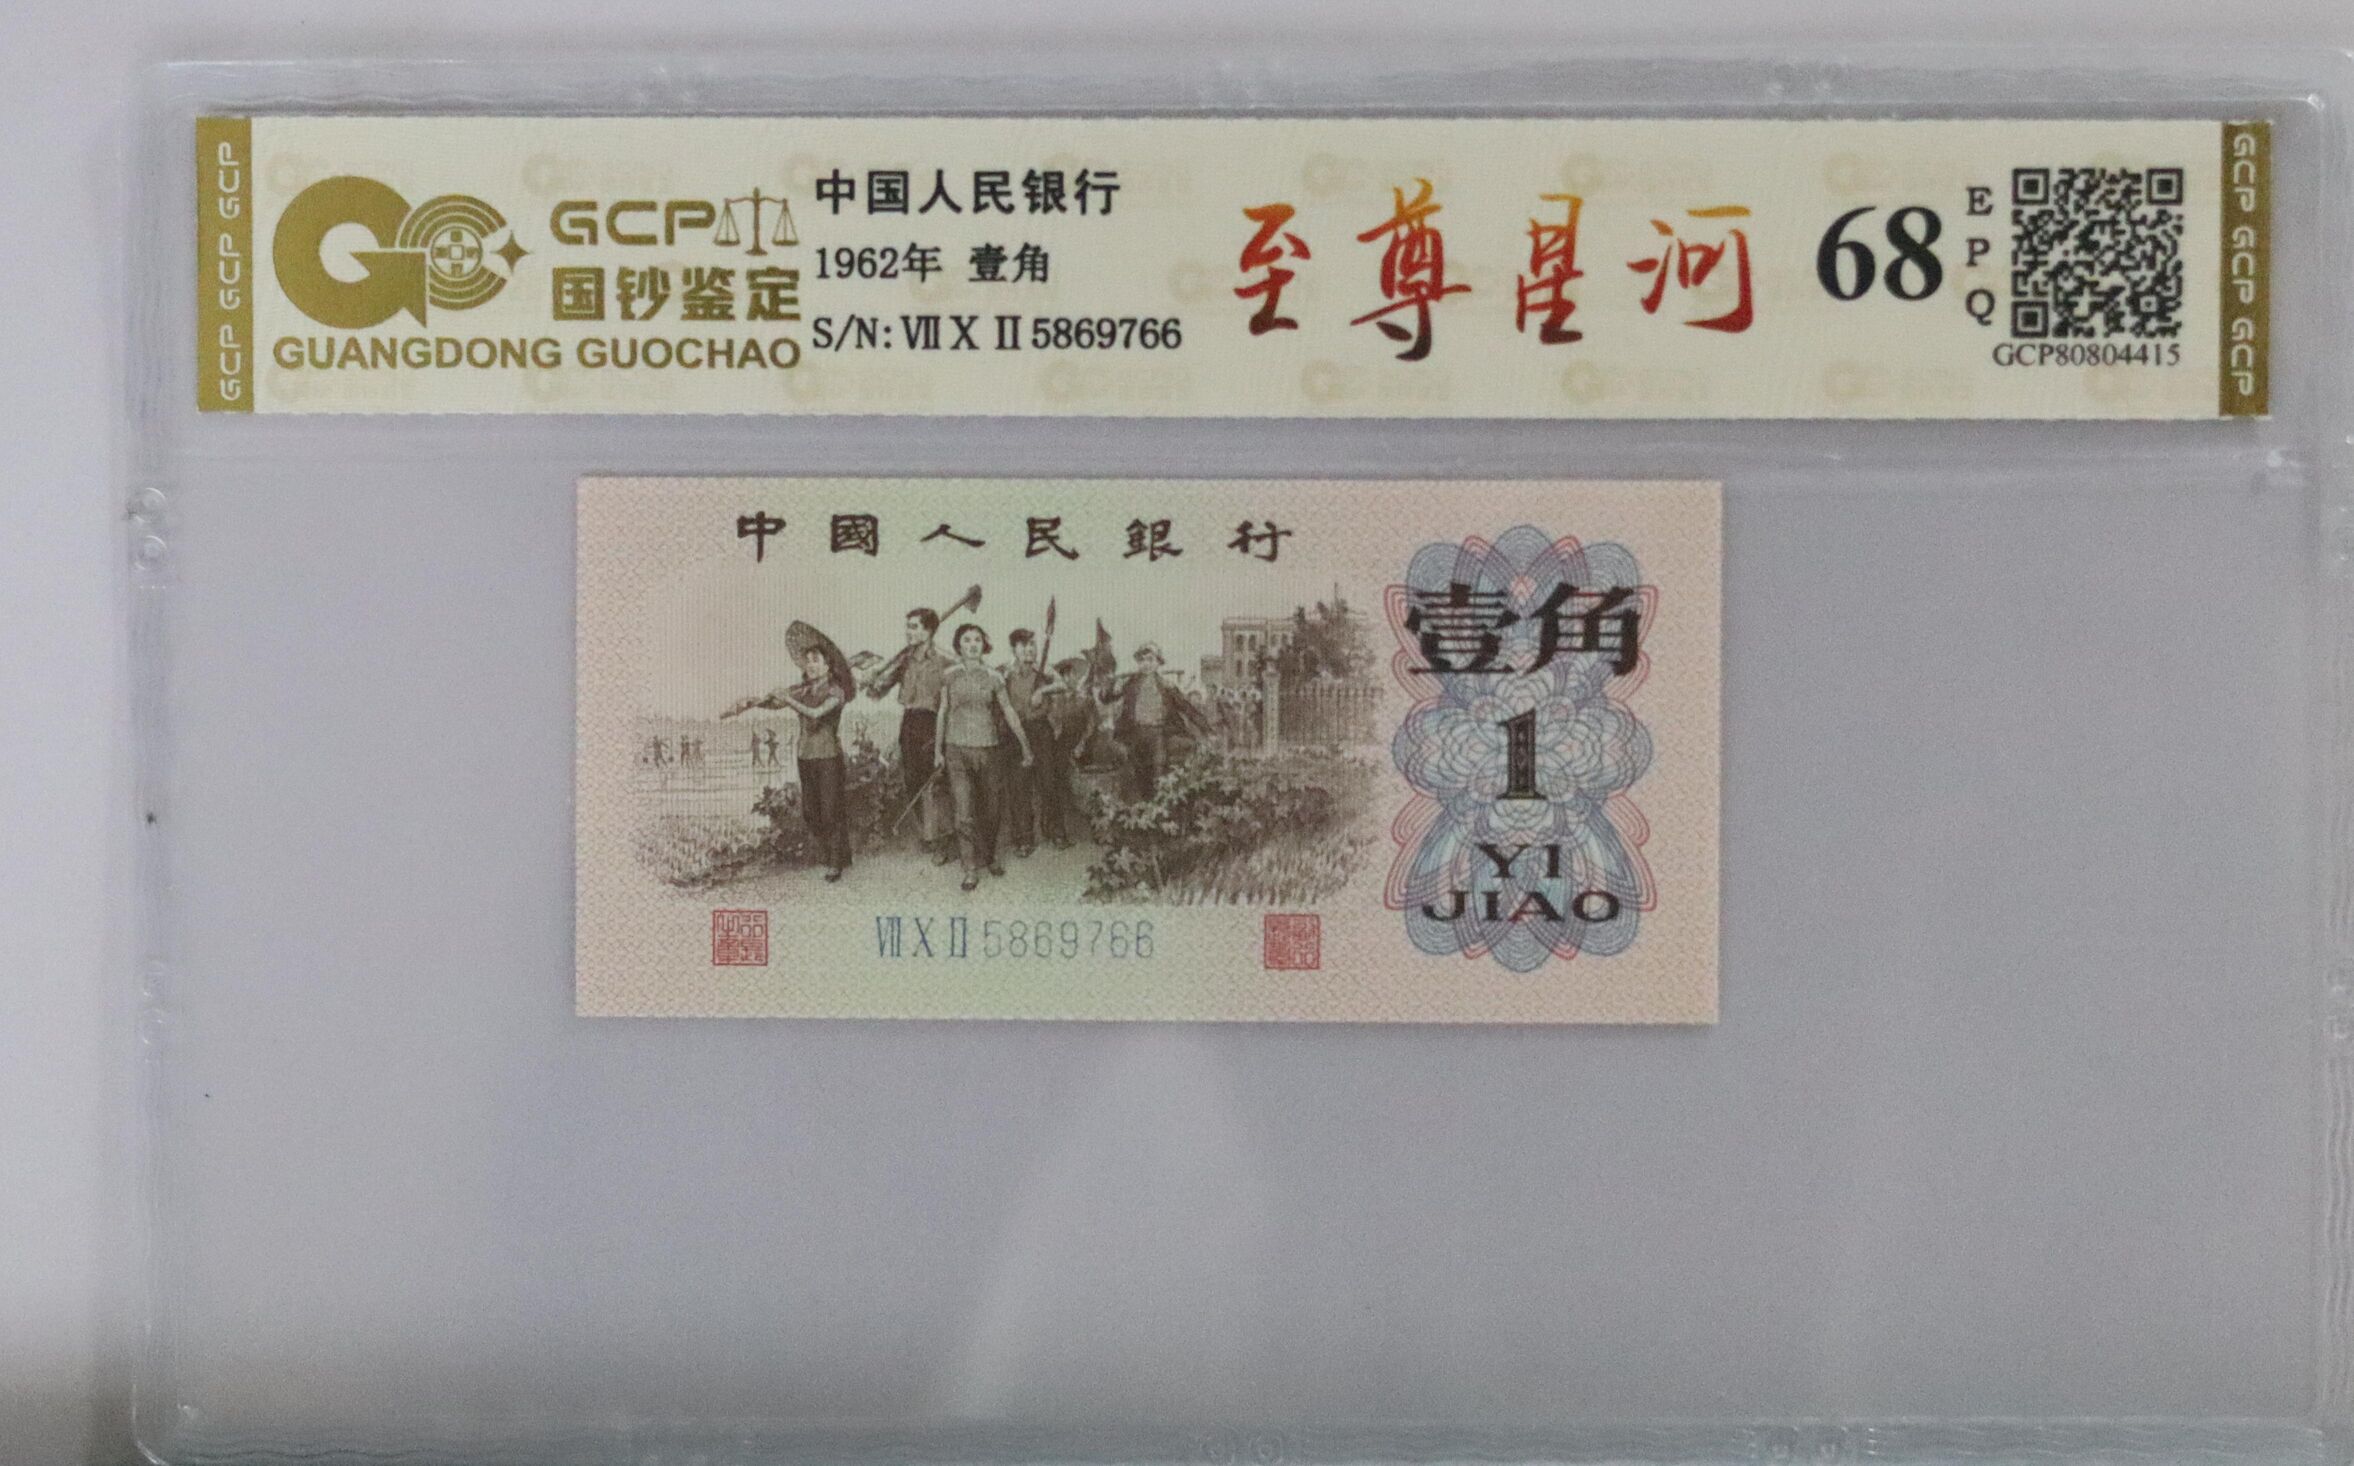 GCP GCP GCP
GCP
国钞鉴定
GUANGDONG GUOCHAO
中国人民银行
1962年 壹角
S/N: Ⅶ Ⅹ Ⅱ 5869766
至尊星河
68
EPQ
GCP80804415
GCP GCP GCP
中國人民銀行
壹角
1
YI
JIAO
Ⅶ Ⅹ Ⅱ 5869766